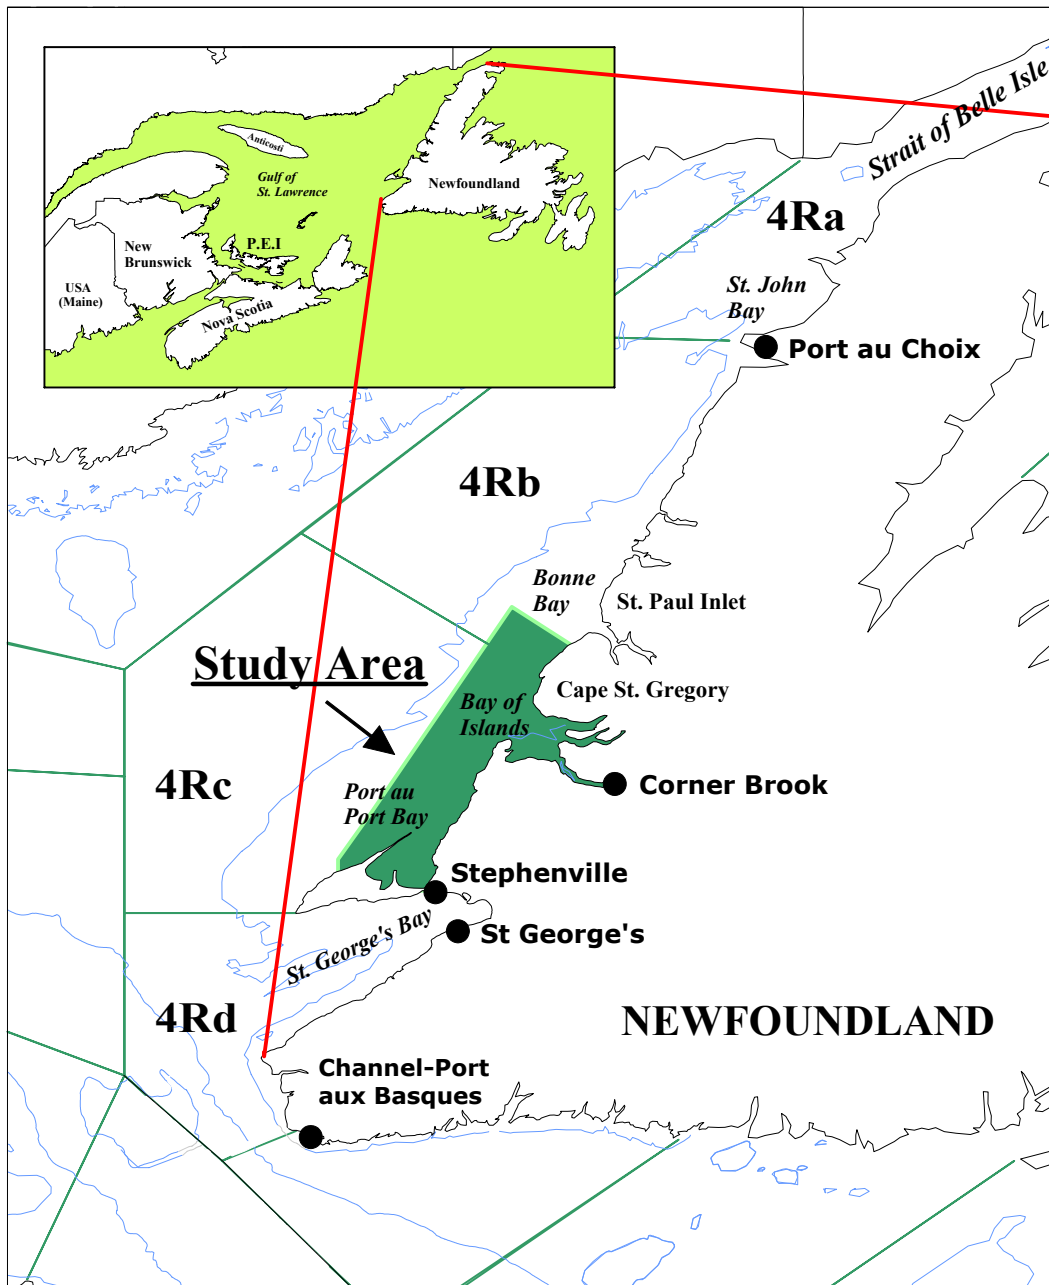 Strait of Belle Isle
Anticosti
Gulf of
St. Lawrence
Newfoundland
P.E.I
New
Brunswick
USA
(Maine)
Nova Scotia
4Ra
St. John
Bay
Port au Choix
4Rb
Bonne
Bay
St. Paul Inlet
Study Area
Cape St. Gregory
Bay of
Islands
4Rc
Port au
Port Bay
Corner Brook
Stephenville
St. George's Bay
St George's
4Rd
NEWFOUNDLAND
Channel-Port
aux Basques